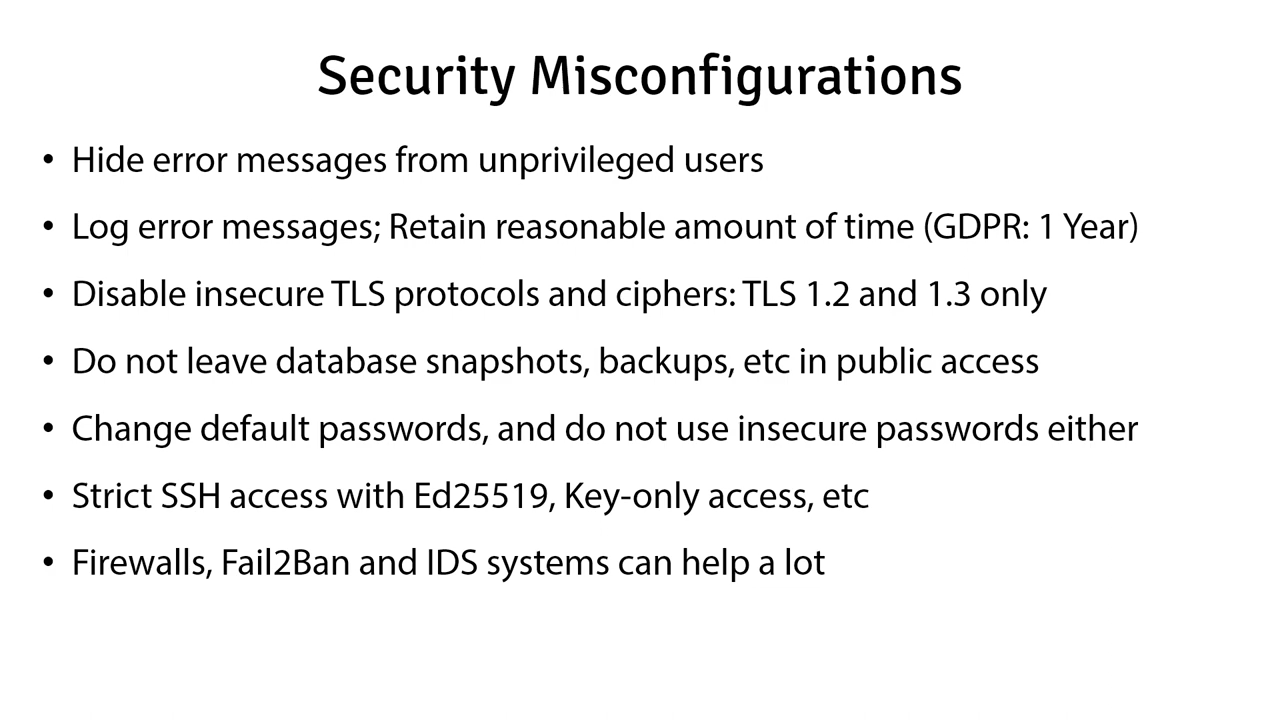 Security Misconfigurations
• Hide error messages from unprivileged users
• Log error messages; Retain reasonable amount of time (GDPR: 1 Year)
• Disable insecure TLS protocols and ciphers: TLS 1.2 and 1.3 only
• Do not leave database snapshots, backups, etc in public access
• Change default passwords, and do not use insecure passwords either
• Strict SSH access with Ed25519, Key-only access, etc
• Firewalls, Fail2Ban and IDS systems can help a lot